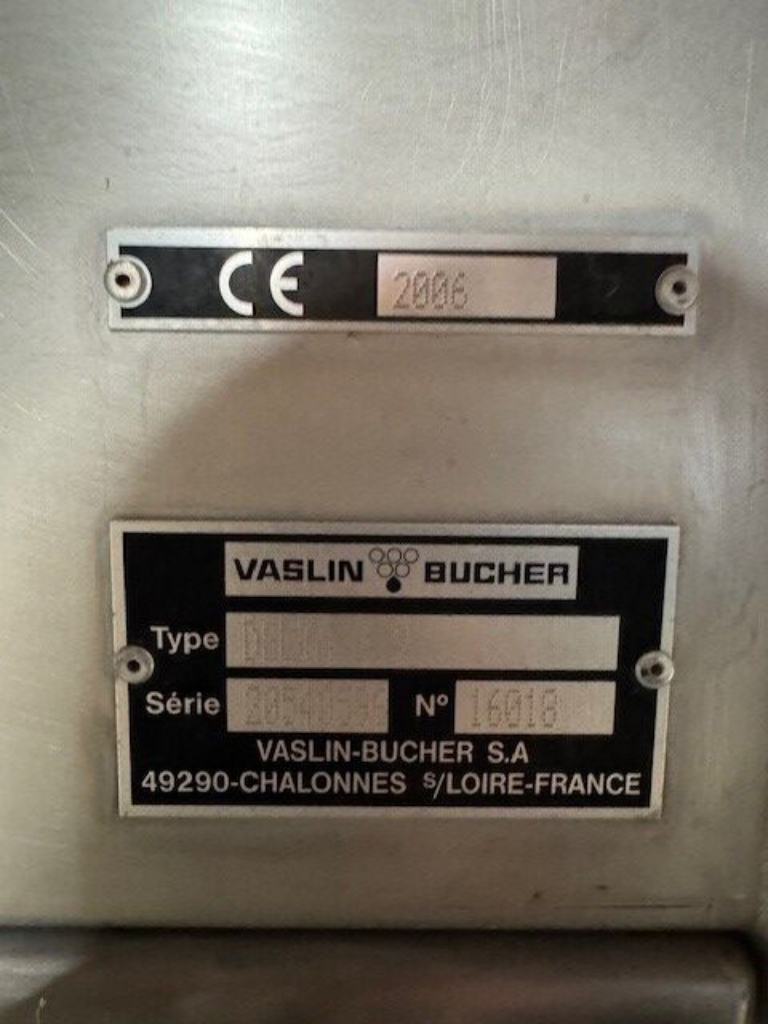 CE 2006
VASLIN BUCHER
Type
Série N° 16018
VASLIN-BUCHER S.A
49290-CHALONNES S/LOIRE-FRANCE